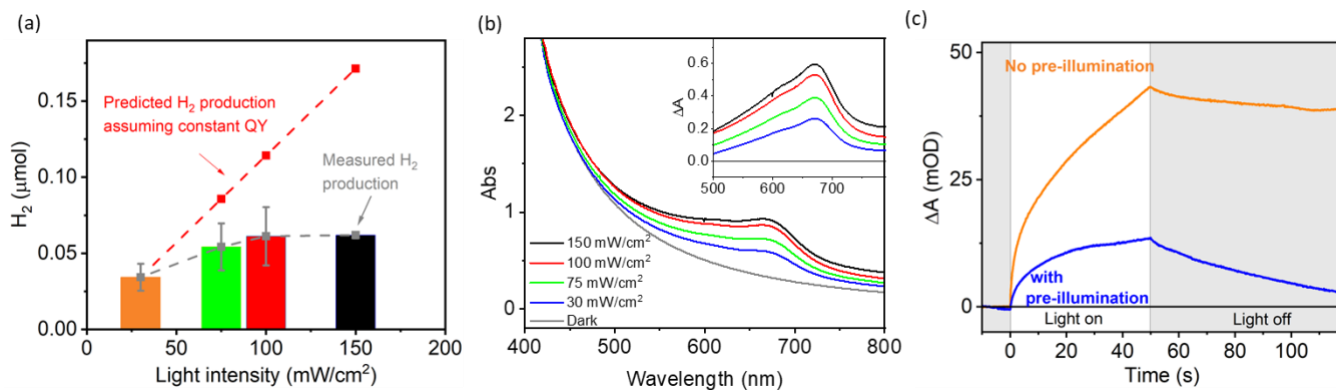 (a)
0.15
0.10
0.05
0.00
H₂ (μmol)
Predicted H₂ production
assuming constant QY
Measured H₂
production
0
50
100
150
200
Light intensity (mW/cm²)
(b)
2
1
0
Abs
150 mW/cm²
100 mW/cm²
75 mW/cm²
30 mW/cm²
Dark
400
500
600
700
800
Wavelength (nm)
0.6
0.4
0.2
0.0
ΔA
500
600
700
(c)
50
25
0
ΔA (mOD)
No pre-illumination
with
pre-illumination
Light on
Light off
0
50
100
Time (s)